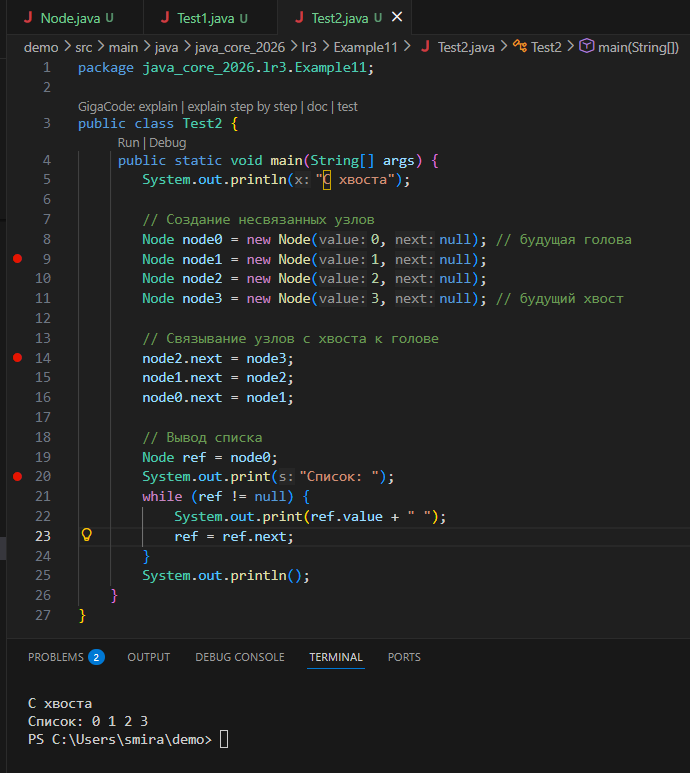 Node.java U Test1.java U Test2.java U
demo > src > main > java > java_core_2026 > lr3 > Example11 > Test2.java > Test2 > main(String[])
1 package java_core_2026.lr3.Example11;
2
GigaCode: explain | explain step by step | doc | test
3 public class Test2 {
Run | Debug
4 public static void main(String[] args) {
5 System.out.println(x: "С хвоста");
6
7 // Создание несвязанных узлов
8 Node node0 = new Node(value: 0, next: null); // будущая голова
9 Node node1 = new Node(value: 1, next: null);
10 Node node2 = new Node(value: 2, next: null);
11 Node node3 = new Node(value: 3, next: null); // будущий хвост
12
13 // Связывание узлов с хвоста к голове
14 node2.next = node3;
15 node1.next = node2;
16 node0.next = node1;
17
18 // Вывод списка
19 Node ref = node0;
20 System.out.print(s: "Список: ");
21 while (ref != null) {
22 System.out.print(ref.value + " ");
23 ref = ref.next;
24 }
25 System.out.println();
26 }
27 }
PROBLEMS 2 OUTPUT DEBUG CONSOLE TERMINAL PORTS
С хвоста
Список: 0 1 2 3
PS C:\Users\smira\demo>